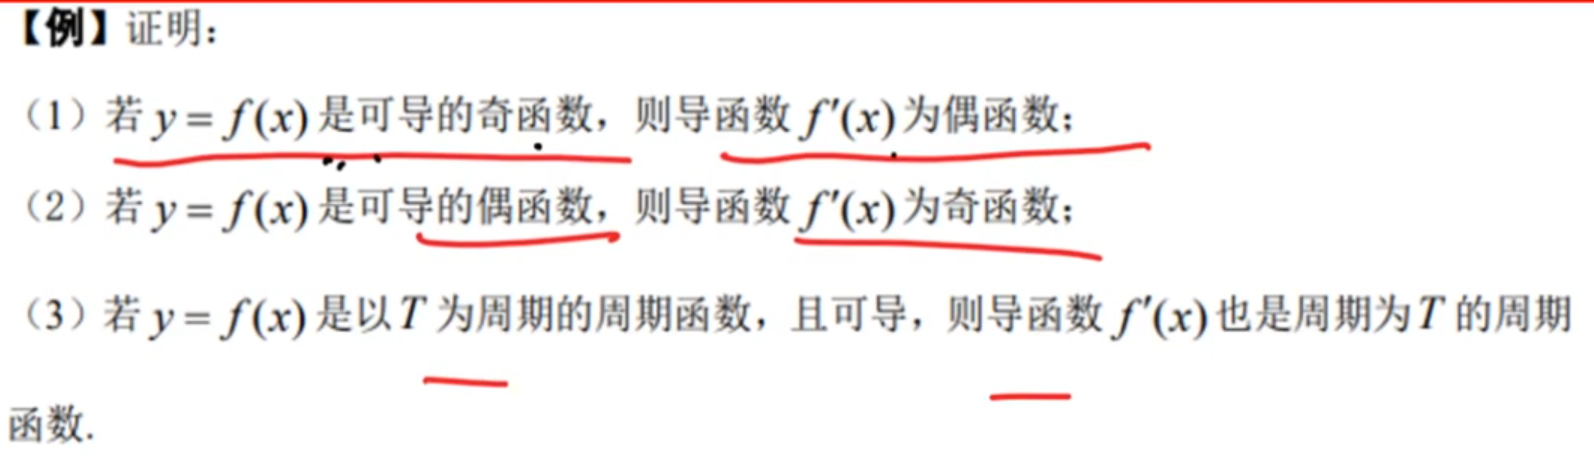 【例】证明：
（1）若 y = f(x) 是可导的奇函数，则导函数 f′(x) 为偶函数；
（2）若 y = f(x) 是可导的偶函数，则导函数 f′(x) 为奇函数；
（3）若 y = f(x) 是以 T 为周期的周期函数，且可导，则导函数 f′(x) 也是周期为 T 的周期
函数.